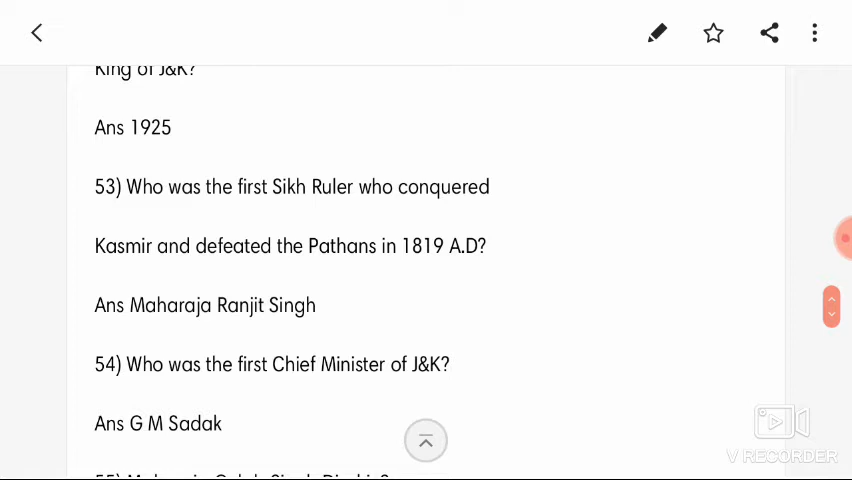 King of J&K?
Ans 1925
53) Who was the first Sikh Ruler who conquered
Kasmir and defeated the Pathans in 1819 A.D?
Ans Maharaja Ranjit Singh
54) Who was the first Chief Minister of J&K?
Ans G M Sadak
V RECORDER